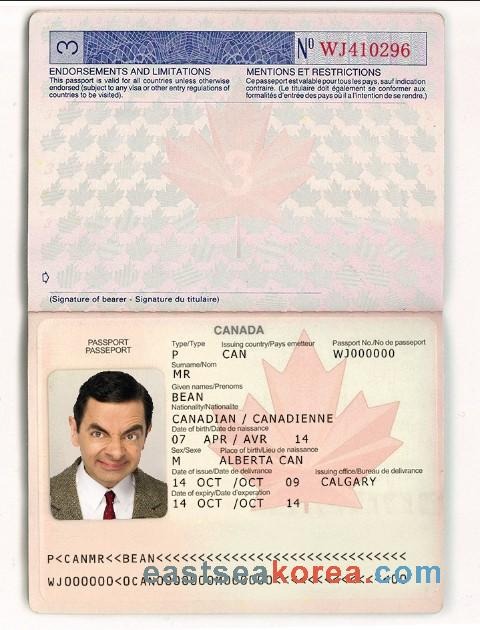 3
Nº WJ410296
ENDORSEMENTS AND LIMITATIONS
This passport is valid for all countries unless otherwise
endorsed (subject to any visa or other entry regulations of
countries to be visited).
MENTIONS ET RESTRICTIONS
Ce passeport est valable pour tous les pays, sauf indication
contraire. (Le titulaire doit également se conformer aux
formalités d'entrée des pays où il a l'intention de se rendre.)
3
(Signature of bearer - Signature du titulaire)
CANADA
PASSPORT
PASSEPORT
Type/Type Issuing country/Pays emetteur Passport No./No de passeport
P CAN WJ000000
Surname/Nom
MR
Given names/Prenoms
BEAN
Nationality/Nationalite
CANADIAN / CANADIENNE
Date of birth/Date de naissance
07 APR / AVR 14
Sex/Sexe Place of birth/Lieu de naissance
M ALBERTA CAN
Date of issue/Date de delivrance Issuing office/Bureau de delivrance
14 OCT /OCT 09 CALGARY
Date of expiry/Date d'experation
14 OCT /OCT 14
P<CANMR<<BEAN<<<<<<<<<<<<<<<<<<<<<<<<<<<<<<<
eastseakorea.com